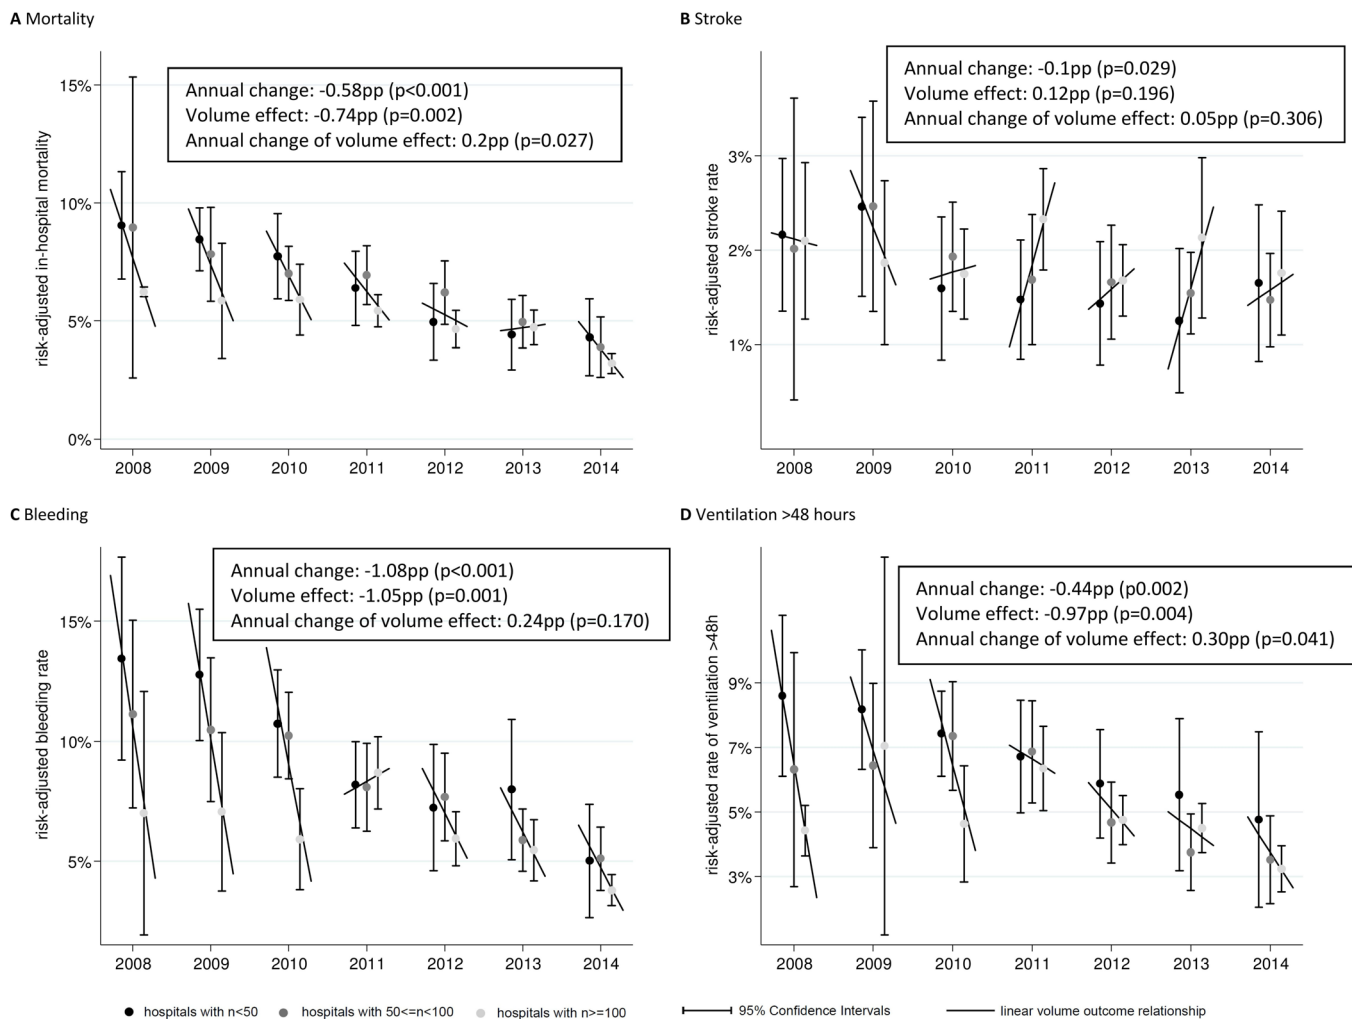 A Mortality
15%
10%
5%
0%
risk-adjusted in-hospital mortality
Annual change: -0.58pp (p<0.001)
Volume effect: -0.74pp (p=0.002)
Annual change of volume effect: 0.2pp (p=0.027)
2008 2009 2010 2011 2012 2013 2014
B Stroke
3%
2%
1%
risk-adjusted stroke rate
Annual change: -0.1pp (p=0.029)
Volume effect: 0.12pp (p=0.196)
Annual change of volume effect: 0.05pp (p=0.306)
2008 2009 2010 2011 2012 2013 2014
C Bleeding
15%
10%
5%
risk-adjusted bleeding rate
Annual change: -1.08pp (p<0.001)
Volume effect: -1.05pp (p=0.001)
Annual change of volume effect: 0.24pp (p=0.170)
2008 2009 2010 2011 2012 2013 2014
D Ventilation >48 hours
9%
7%
5%
3%
risk-adjusted rate of ventilation >48h
Annual change: -0.44pp (p0.002)
Volume effect: -0.97pp (p=0.004)
Annual change of volume effect: 0.30pp (p=0.041)
2008 2009 2010 2011 2012 2013 2014
hospitals with n<50 hospitals with 50<=n<100 hospitals with n>=100 95% Confidence Intervals linear volume outcome relationship